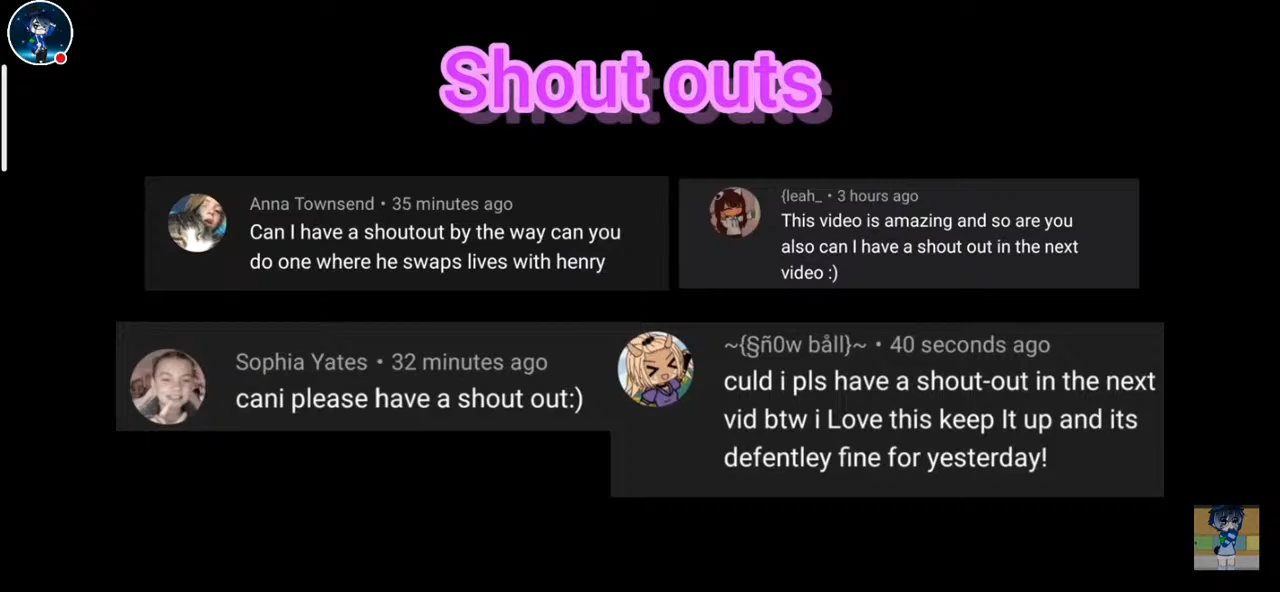 Shout outs
Anna Townsend • 35 minutes ago
Can I have a shoutout by the way can you
do one where he swaps lives with henry
{leah_ • 3 hours ago
This video is amazing and so are you
also can I have a shout out in the next
video :)
Sophia Yates • 32 minutes ago
cani please have a shout out:)
~{§ñ0w båll}~ • 40 seconds ago
culd i pls have a shout-out in the next
vid btw i Love this keep It up and its
defentley fine for yesterday!